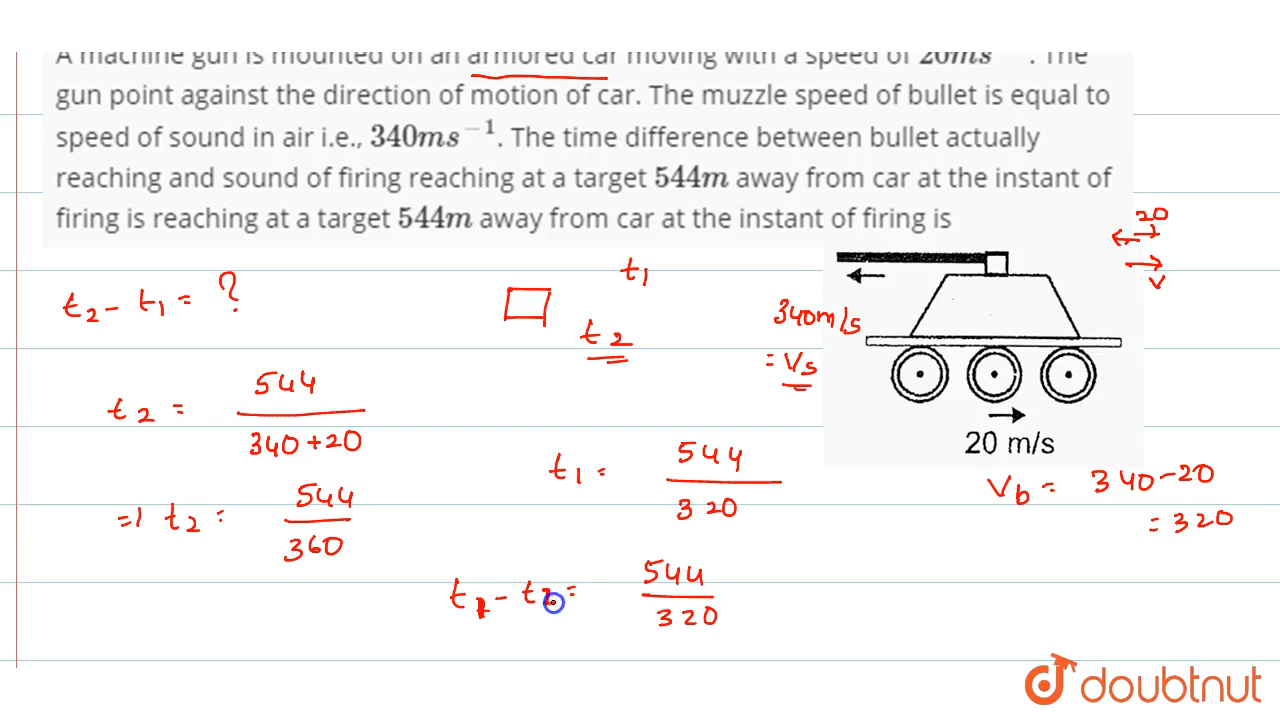 A machine gun is mounted on an armored car moving with a speed of 20ms . The
gun point against the direction of motion of car. The muzzle speed of bullet is equal to
speed of sound in air i.e., 340ms⁻¹. The time difference between bullet actually
reaching and sound of firing reaching at a target 544m away from car at the instant of
firing is reaching at a target 544m away from car at the instant of firing is
20
v
t₂ - t₁ = ?
t₁
t₂
340m/s
= Vs
20 m/s
t₂ = 544
340+20
=) t₂ = 544
360
t₁ = 544
320
Vb = 340-20
= 320
t₁ - t₂ = 544
320
doubtnut